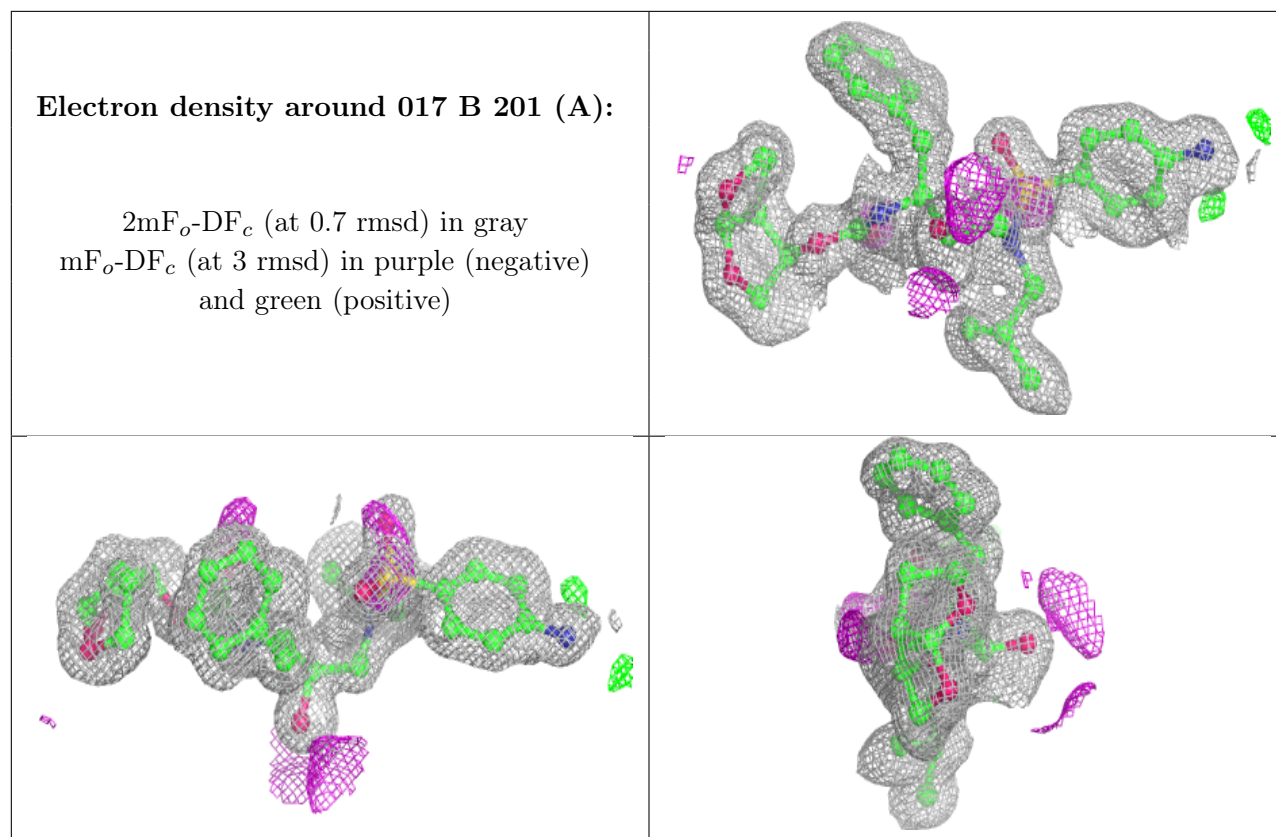 Electron density around 017 B 201 (A):
2mFo-DFc (at 0.7 rmsd) in gray
mFo-DFc (at 3 rmsd) in purple (negative)
and green (positive)